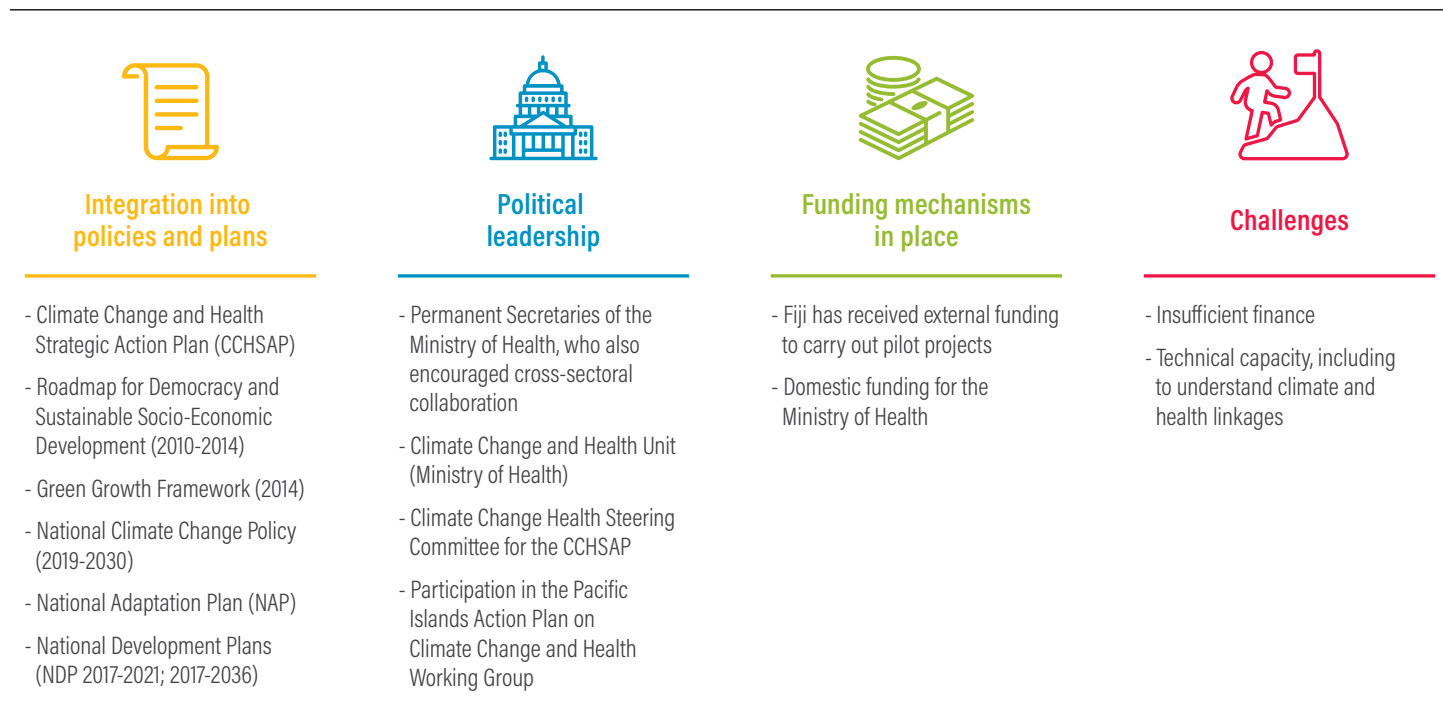 Integration into
policies and plans
- Climate Change and Health
Strategic Action Plan (CCHSAP)
- Roadmap for Democracy and
Sustainable Socio-Economic
Development (2010-2014)
- Green Growth Framework (2014)
- National Climate Change Policy
(2019-2030)
- National Adaptation Plan (NAP)
- National Development Plans
(NDP 2017-2021; 2017-2036)
Political
leadership
- Permanent Secretaries of the
Ministry of Health, who also
encouraged cross-sectoral
collaboration
- Climate Change and Health Unit
(Ministry of Health)
- Climate Change Health Steering
Committee for the CCHSAP
- Participation in the Pacific
Islands Action Plan on
Climate Change and Health
Working Group
Funding mechanisms
in place
- Fiji has received external funding
to carry out pilot projects
- Domestic funding for the
Ministry of Health
Challenges
- Insufficient finance
- Technical capacity, including
to understand climate and
health linkages